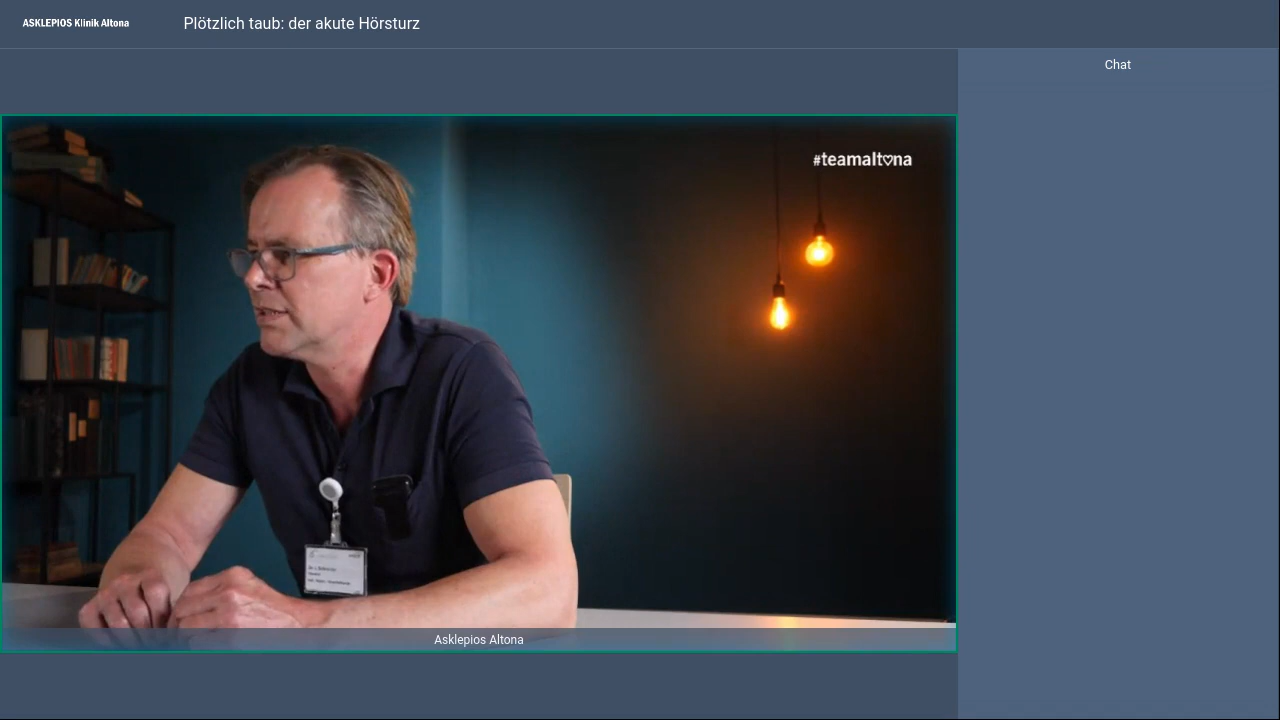 ASKLEPIOS Klinik Altona
Plötzlich taub: der akute Hörsturz
Chat
#teamaltona
Asklepios Altona